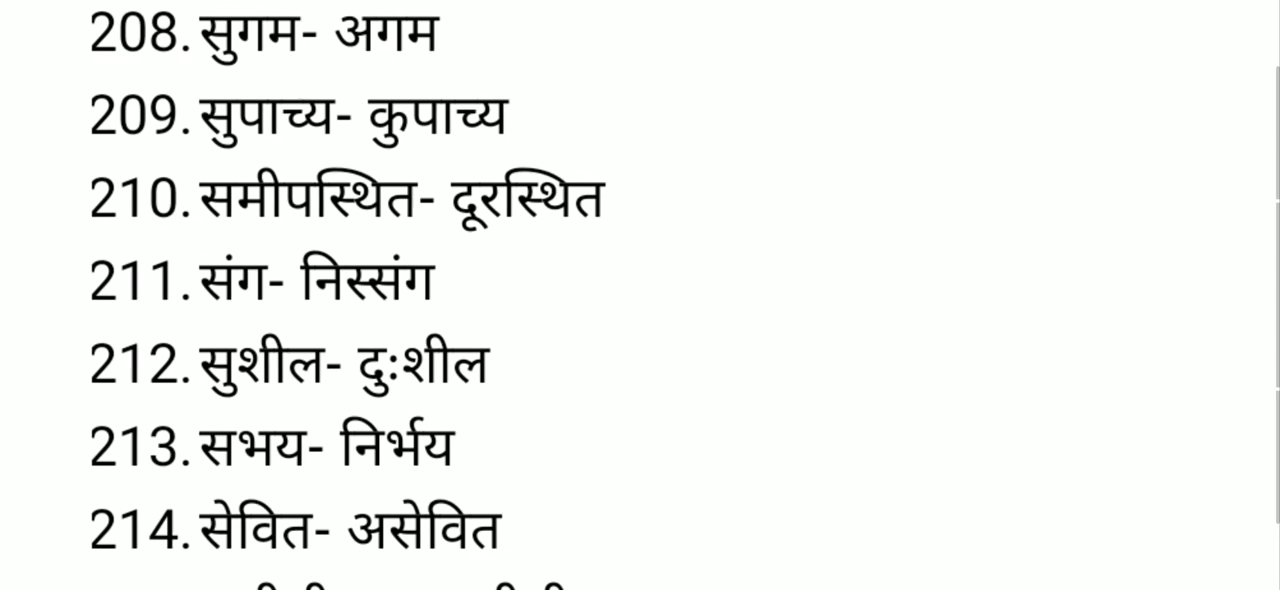 208. सुगम- अगम
209. सुपाच्य- कुपाच्य
210. समीपस्थित- दूरस्थित
211. संग- निस्संग
212. सुशील- दुःशील
213. सभय- निर्भय
214. सेवित- असेवित